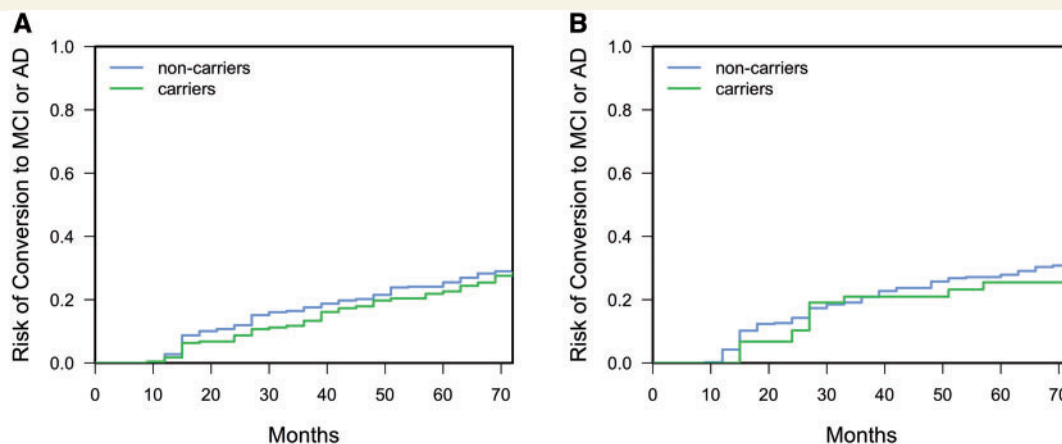 A
Risk of Conversion to MCI or AD
1.0
0.8
0.6
0.4
0.2
0.0
non-carriers
carriers
0 10 20 30 40 50 60 70
Months
B
Risk of Conversion to MCI or AD
1.0
0.8
0.6
0.4
0.2
0.0
non-carriers
carriers
0 10 20 30 40 50 60
Months